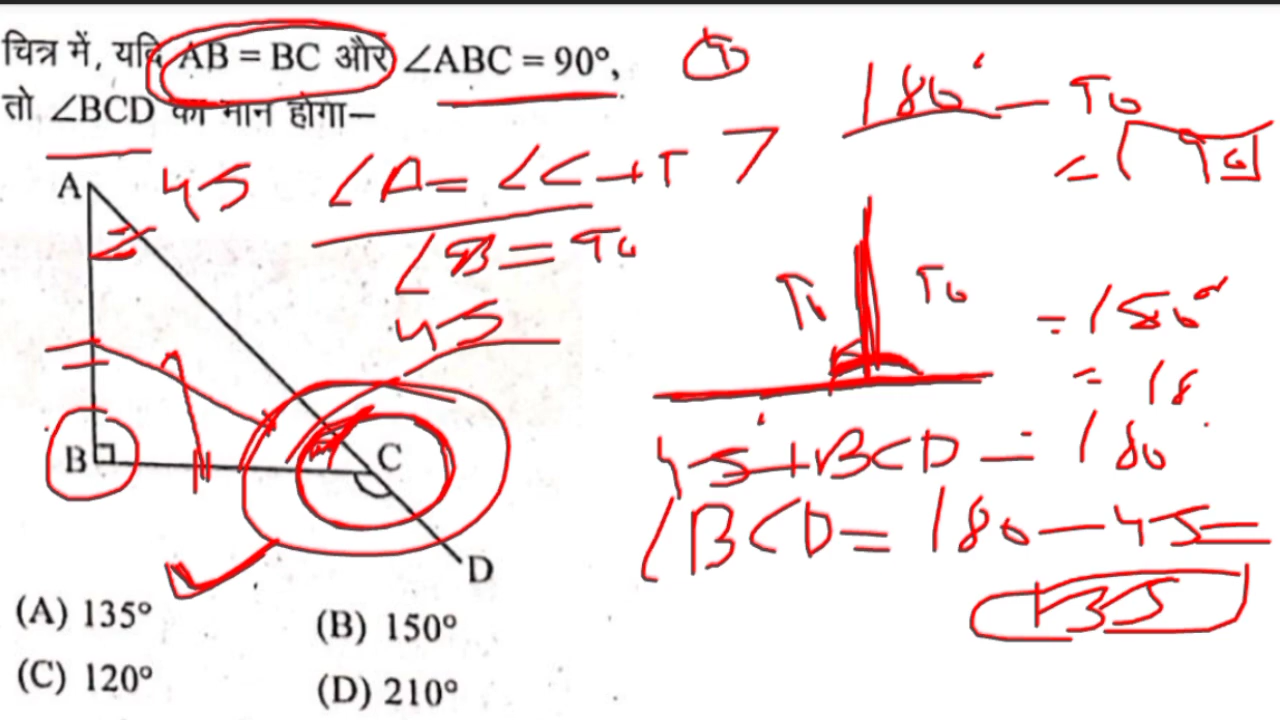 चित्र में, यदि AB = BC और ∠ABC = 90°,
तो ∠BCD का मान होगा–
180° – 90
= 90
45
∠A = ∠C
∠B = 90
45
A
B
C
D
90 90
= 180°
= 18
45 + BCD = 180
∠BCD = 180 – 45 =
135
(A) 135° (B) 150°
(C) 120° (D) 210°